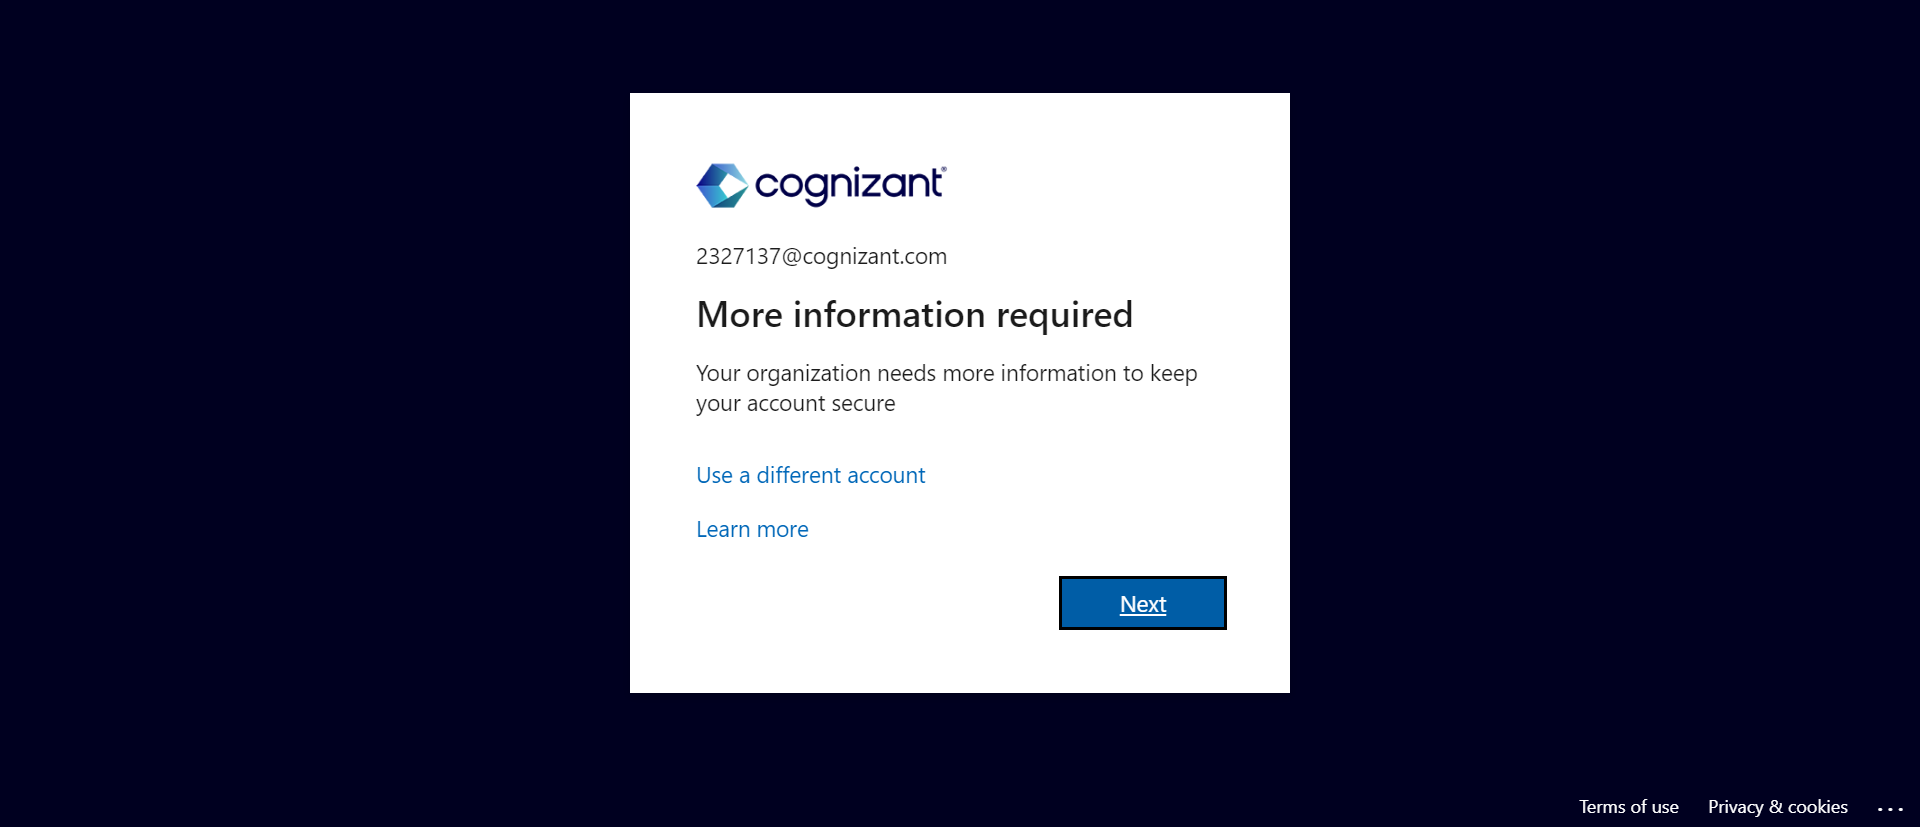 cognizant®
2327137@cognizant.com
More information required
Your organization needs more information to keep
your account secure
Use a different account
Learn more
Next
Terms of use Privacy & cookies ...